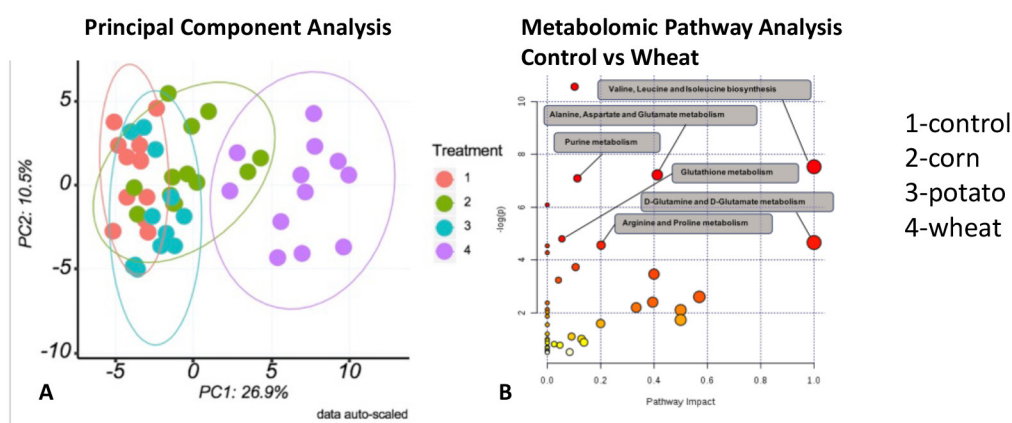 Principal Component Analysis
5
0
-5
-10
PC2: 10.5%
-5
0
5
10
PC1: 26.9%
data auto-scaled
A
Treatment
1
2
3
4
Metabolomic Pathway Analysis
Control vs Wheat
Valine, Leucine and Isoleucine biosynthesis
Alanine, Aspartate and Glutamate metabolism
Purine metabolism
Glutathione metabolism
D-Glutamine and D-Glutamate metabolism
Arginine and Proline metabolism
10
8
6
4
2
-log(p)
0.0
0.2
0.4
0.6
0.8
1.0
Pathway Impact
B
1-control
2-corn
3-potato
4-wheat